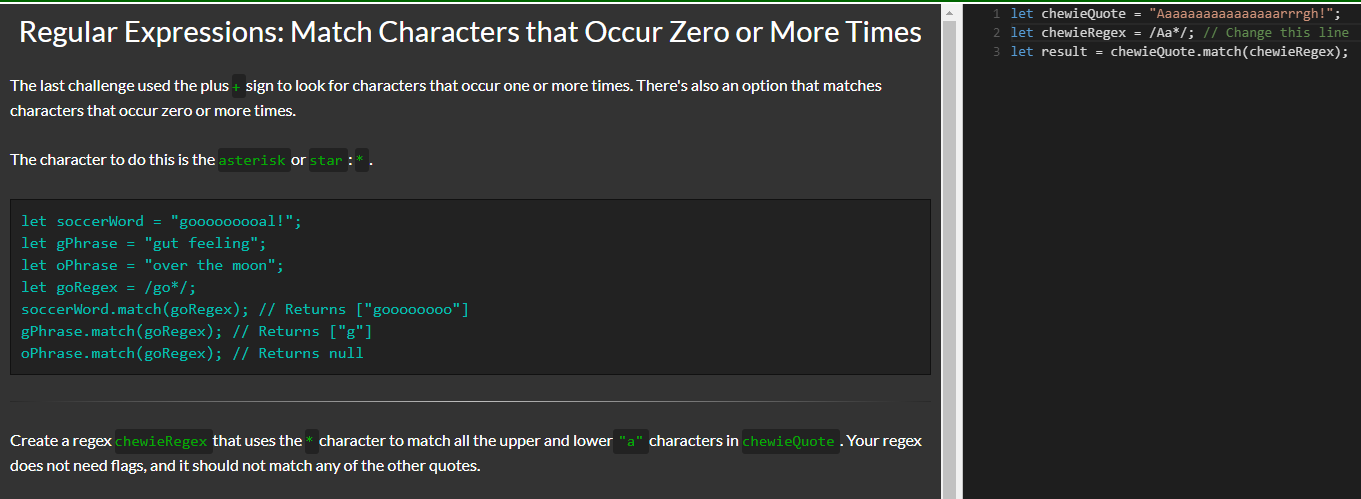 Regular Expressions: Match Characters that Occur Zero or More Times
The last challenge used the plus + sign to look for characters that occur one or more times. There's also an option that matches
characters that occur zero or more times.
The character to do this is the asterisk or star : * .
let soccerWord = "gooooooooal!";
let gPhrase = "gut feeling";
let oPhrase = "over the moon";
let goRegex = /go*/;
soccerWord.match(goRegex); // Returns ["goooooooo"]
gPhrase.match(goRegex); // Returns ["g"]
oPhrase.match(goRegex); // Returns null
Create a regex chewieRegex that uses the * character to match all the upper and lower "a" characters in chewieQuote . Your regex
does not need flags, and it should not match any of the other quotes.
1 let chewieQuote = "Aaaaaaaaaaaaaaaarrrgh!";
2 let chewieRegex = /Aa*/; // Change this line
3 let result = chewieQuote.match(chewieRegex);